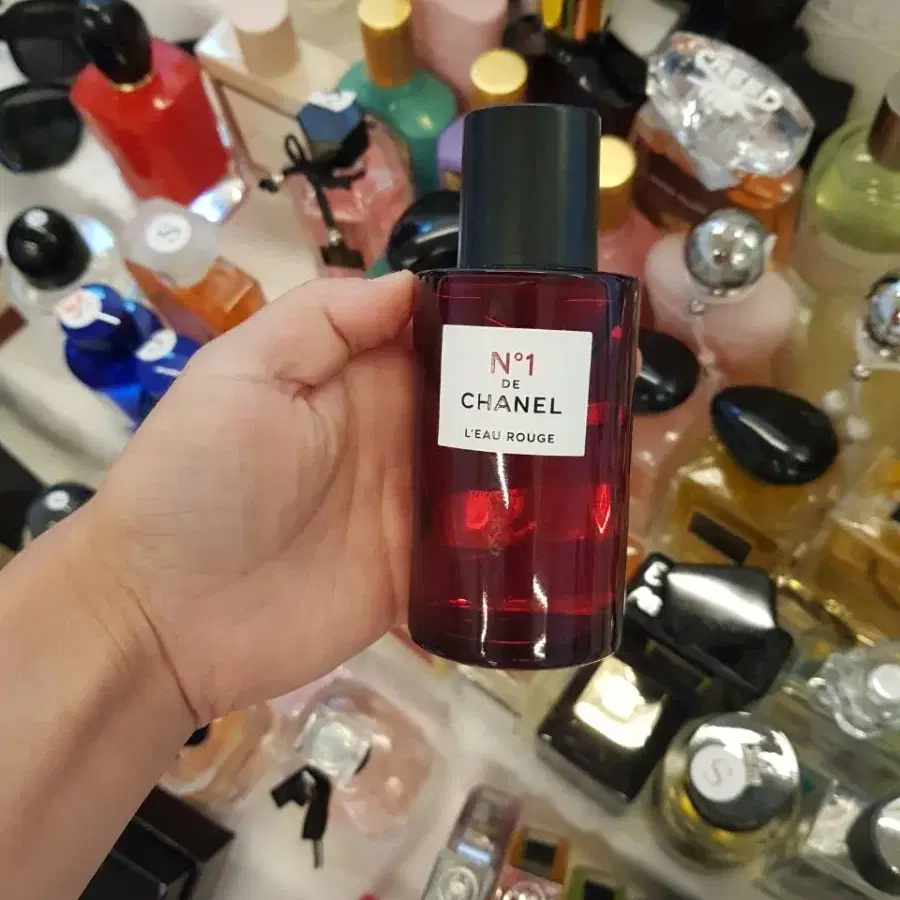 N°1
DE
CHANEL
L'EAU ROUGE
S
S